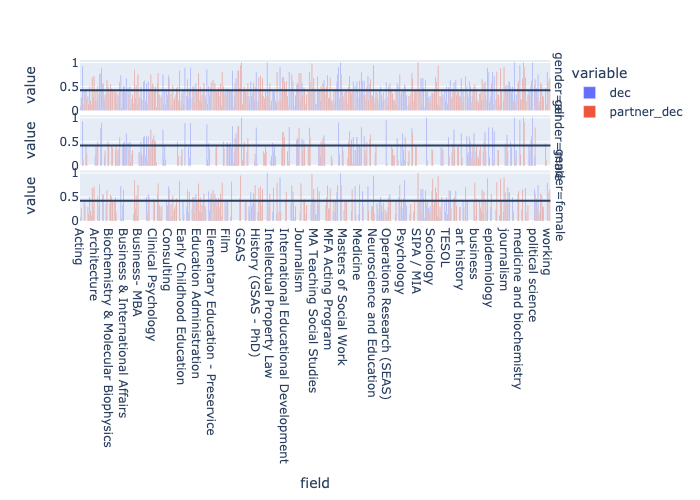 variable
dec
partner_dec
value
1
0.5
0
value
1
0.5
0
value
1
0.5
0
gender=all
gender=male
gender=female
Acting
Architecture
Biochemistry & Molecular Biophysics
Business & International Affairs
Business- MBA
Clinical Psychology
Consulting
Early Childhood Education
Education Administration
Elementary Education - Preservice
Film
GSAS
History (GSAS - PhD)
Intellectual Property Law
International Educational Development
Journalism
MA Teaching Social Studies
MFA Acting Program
Masters of Social Work
Medicine
Neuroscience and Education
Operations Research (SEAS)
Psychology
SIPA / MIA
Sociology
TESOL
art history
business
epidemiology
journalism
medicine and biochemistry
political science
working
field